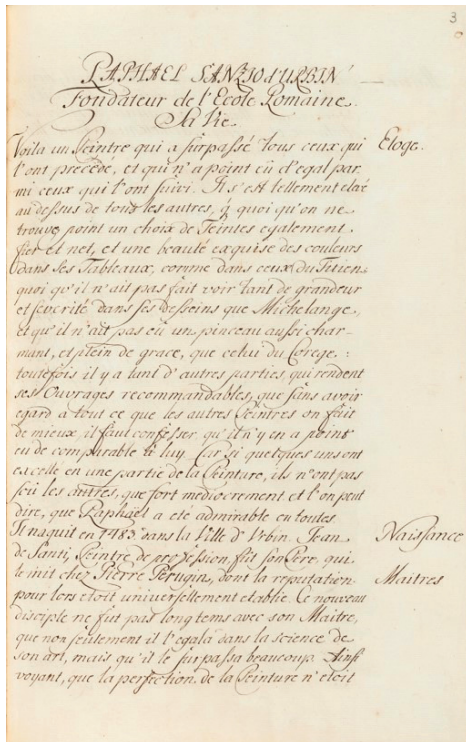 3
RAPHAEL SANZIO d'URBIN
Fondateur de l'Ecole Romaine.
Sa Vie.
Voila un Peintre qui a surpassé tous ceux qui
l'ont precedé, et qui n'a point eû d'egal par
mi ceux qui l'ont suivi. Il s'est tellement elevé
au dessus de tous les autres, q quoi qu'on ne
trouve point un choix de Teintes egalement
fier et net, et une beauté exquise des couleurs
dans ses Tableaux, comme dans ceux du Titien
quoi qu'il n'ait pas fait voir tant de grandeur
et severité dans ses desseins que Michelange,
et qu'il n'ait pas eû un pinceau aussi char-
mant, et plein de grace, que celui du Corege :
toutefois il y a tant d'autres parties, qui rendent
ses Ouvrages recommandables, que sans avoir
egard à tout ce que les autres Peintres on fait
de mieux, il faut confesser, qu'il n'y en a point
eu de comparable à luy. Car si quelques uns ont
excellé en une partie de la Peinture, ils n'ont pas
sçû les autres, que fort mediocrement et l'on peut
dire, que Raphaël a eté admirable en toutes.
Il naquit en 1483. sans la Ville d'Urbin. Jean
de Santi, Peintre de profession, fût son Pere, qui
le mit chez Pierre Perugin, dont la reputation
pour lors etoit universellement etablie. Ce nouveau
disciple ne fut pas longtems avec son Maitre,
que non seulement il l'egala dans la science de
son art, mais qu'il le surpassa beaucoup. Ainsi
voyant, que la perfection de la Peinture n'etoit
Eloge.
Naissance
Maitres